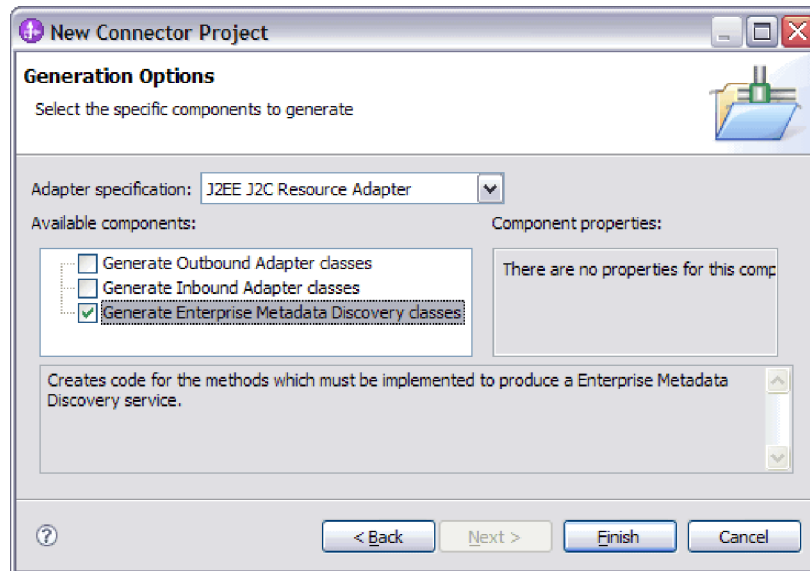 New Connector Project
Generation Options
Select the specific components to generate
Adapter specification: J2EE J2C Resource Adapter
Available components:
Component properties:
Generate Outbound Adapter classes
Generate Inbound Adapter classes
Generate Enterprise Metadata Discovery classes
There are no properties for this comp
Creates code for the methods which must be implemented to produce a Enterprise Metadata
Discovery service.
?
< Back
Next >
Finish
Cancel